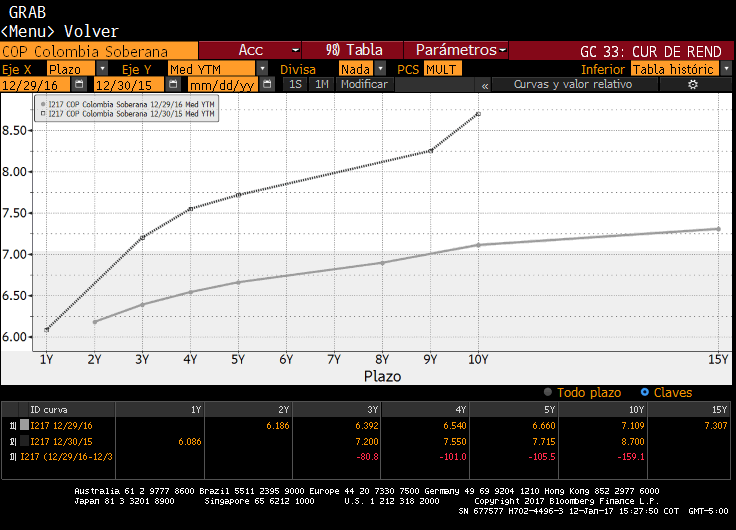 GRAB
<Menu> Volver
COP Colombia Soberana Acc 98) Tabla Parámetros GC 33: CUR DE REND
Eje X Plazo Eje Y Med YTM Divisa Nada PCS MULT Inferior Tabla históric
12/29/16 12/30/15 mm/dd/yy 1S 1M Modificar « Curvas y valor relativo
I217 COP Colombia Soberana 12/29/16 Med YTM
I217 COP Colombia Soberana 12/30/15 Med YTM
8.50
8.00
7.50
7.00
6.50
6.00
1Y 2Y 3Y 4Y 5Y 6Y 7Y 8Y 9Y 10Y 15Y
Plazo
Todo plazo Claves
ID curva 1Y 2Y 3Y 4Y 5Y 10Y 15Y
9) I217 12/29/16 6.186 6.392 6.540 6.660 7.109 7.307
2) I217 12/30/15 6.086 7.200 7.550 7.715 8.700
I217 (12/29/16-12/3 -80.8 -101.0 -105.5 -159.1
Australia 61 2 9777 8600 Brazil 5511 2395 9000 Europe 44 20 7330 7500 Germany 49 69 9204 1210 Hong Kong 852 2977 6000
Japan 81 3 3201 8900 Singapore 65 6212 1000 U.S. 1 212 318 2000 Copyright 2017 Bloomberg Finance L.P.
SN 677577 H702-4496-3 12-Jan-17 15:27:50 COT GMT-5:00